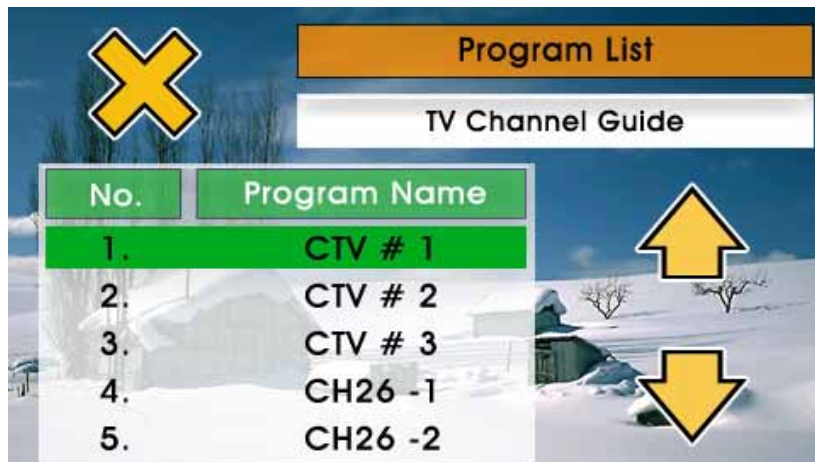 Program List
TV Channel Guide
No. Program Name
1. CTV # 1
2. CTV # 2
3. CTV # 3
4. CH26 -1
5. CH26 -2